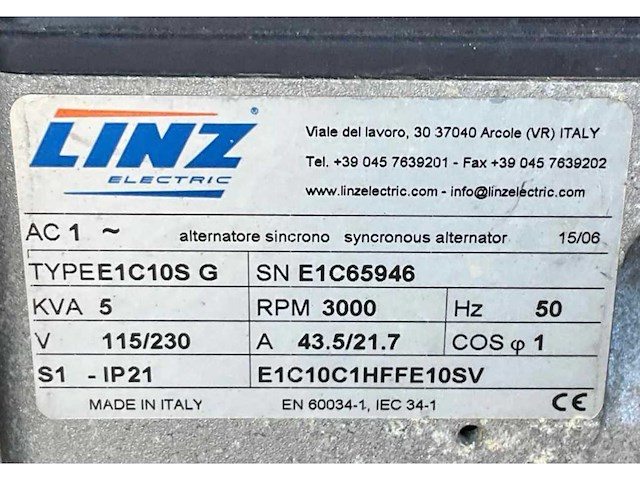 LINZ®
ELECTRIC
Viale del lavoro, 30 37040 Arcole (VR) ITALY
Tel. +39 045 7639201 - Fax +39 045 7639202
www.linzelectric.com - info@linzelectric.com
AC 1 ~ alternatore sincrono syncronous alternator 15/06
TYPE E1C10S G SN E1C65946
KVA 5 RPM 3000 Hz 50
V 115/230 A 43.5/21.7 COS φ 1
S1 - IP21 E1C10C1HFFE10SV
MADE IN ITALY EN 60034-1, IEC 34-1 CE